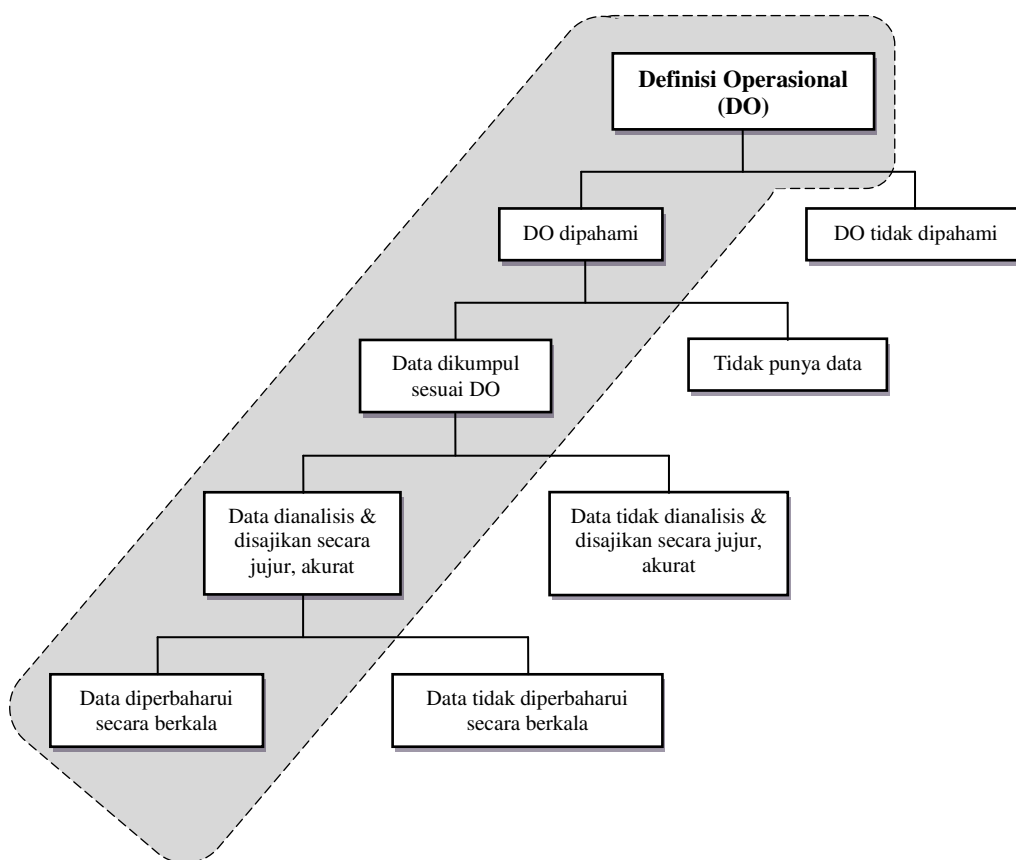 Definisi Operasional
(DO)
DO dipahami
DO tidak dipahami
Data dikumpul
sesuai DO
Tidak punya data
Data dianalisis &
disajikan secara
jujur, akurat
Data tidak dianalisis &
disajikan secara jujur,
akurat
Data diperbaharui
secara berkala
Data tidak diperbaharui
secara berkala